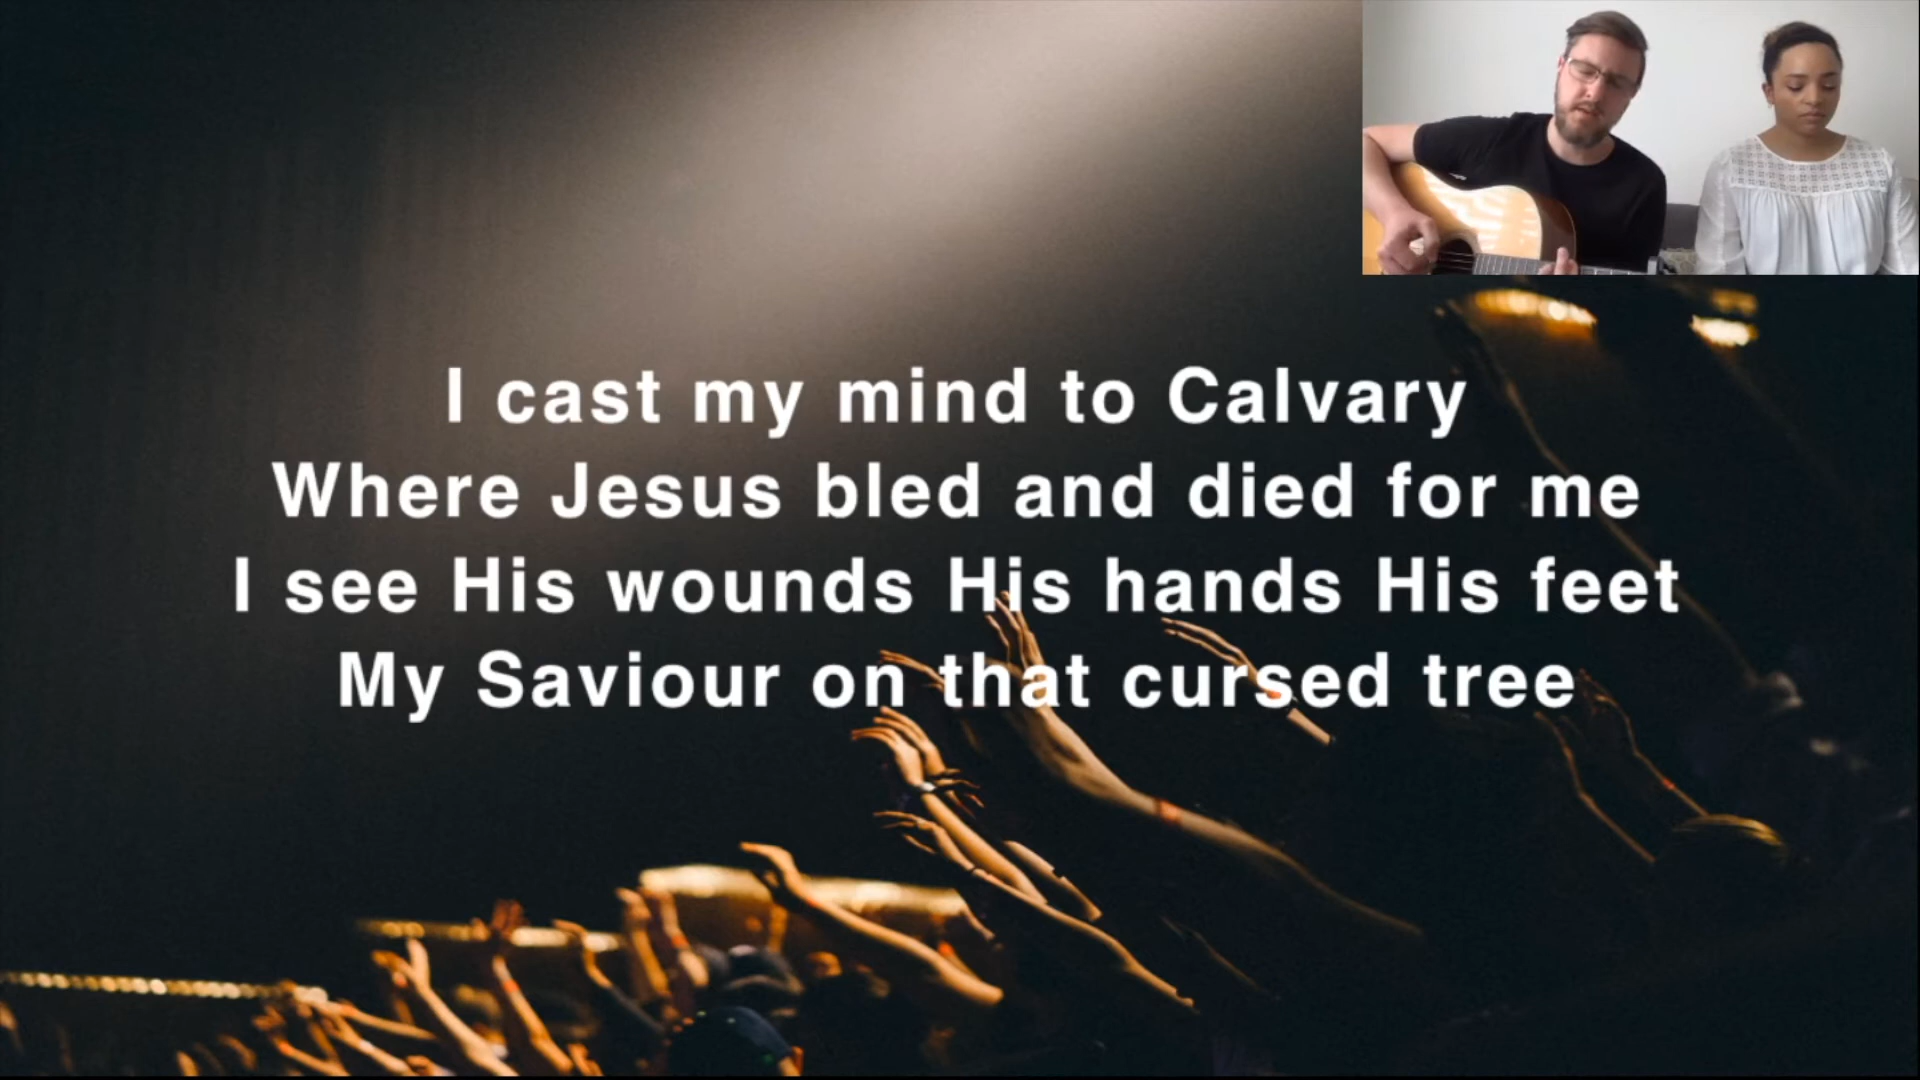 I cast my mind to Calvary
Where Jesus bled and died for me
I see His wounds His hands His feet
My Saviour on that cursed tree